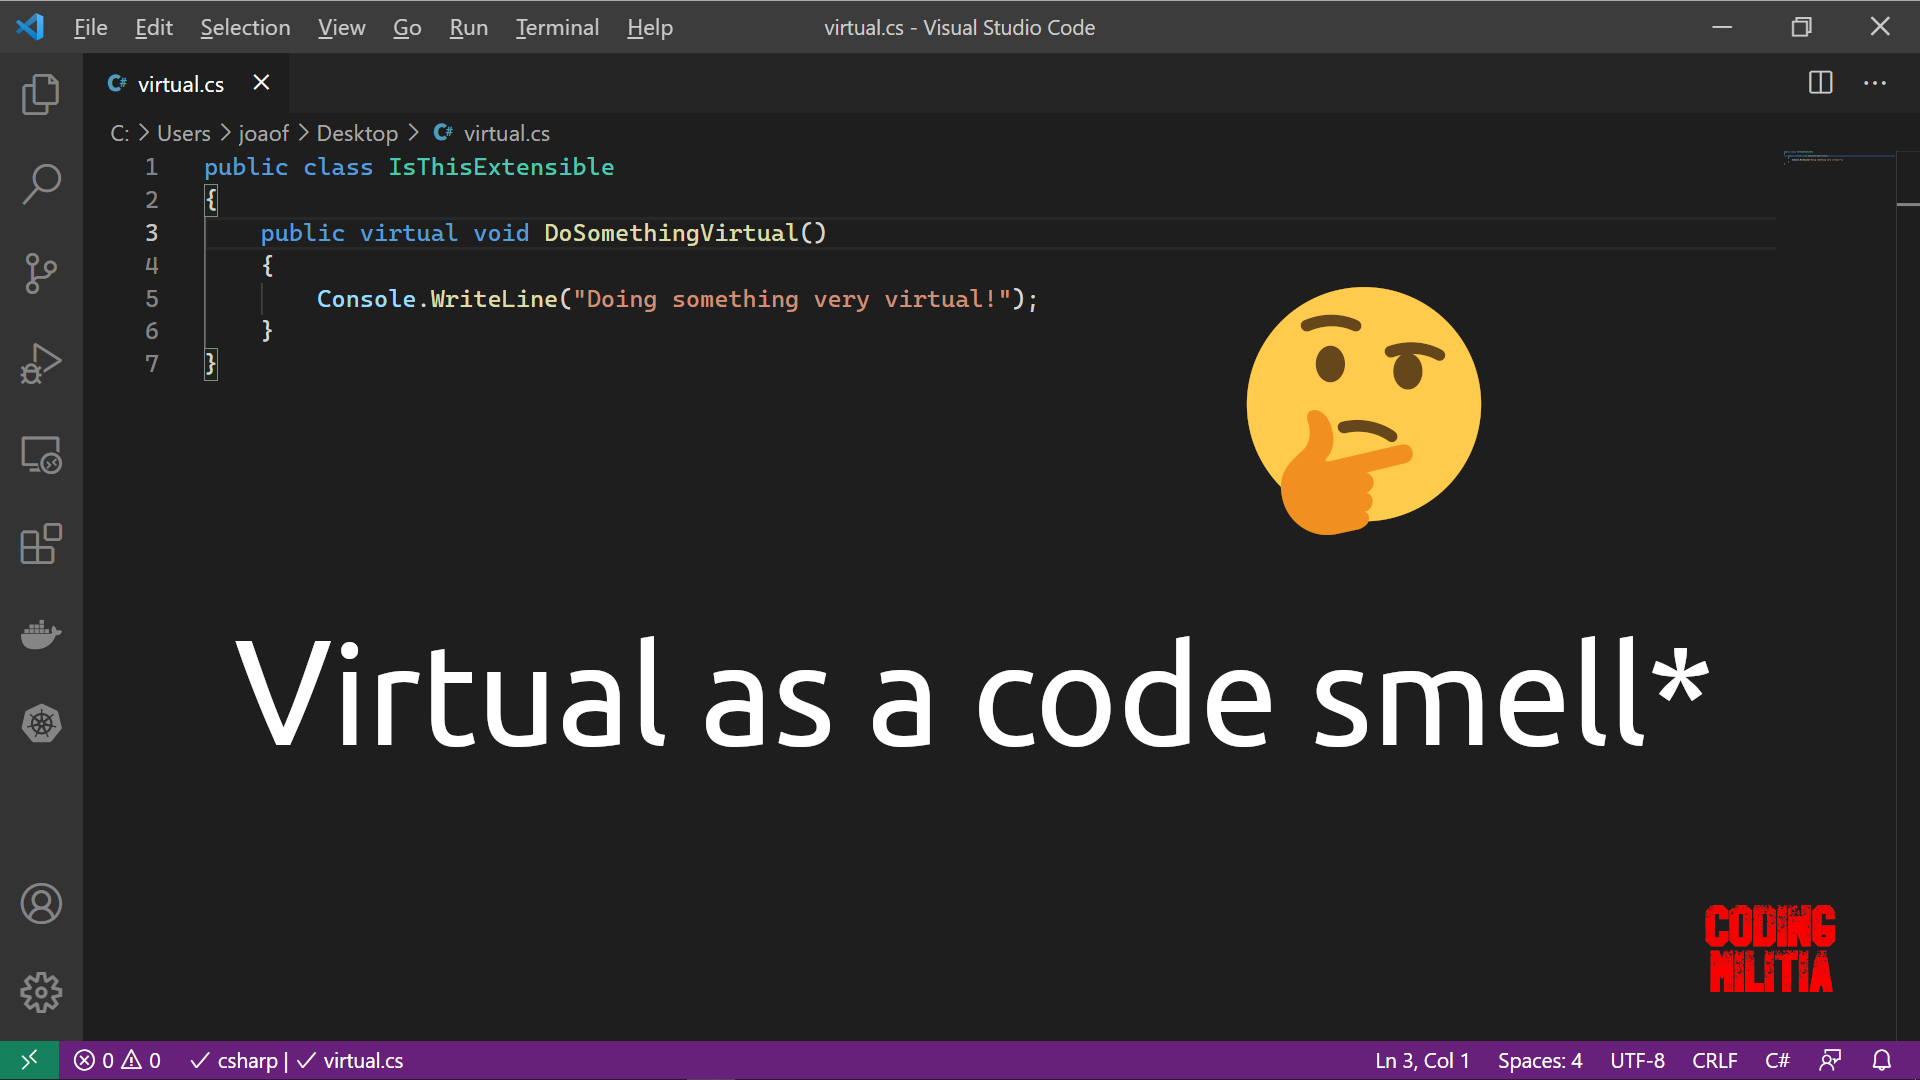 File Edit Selection View Go Run Terminal Help virtual.cs - Visual Studio Code
C# virtual.cs
C: > Users > joaof > Desktop > C# virtual.cs
1 public class IsThisExtensible
2 {
3 public virtual void DoSomethingVirtual()
4 {
5 Console.WriteLine("Doing something very virtual!");
6 }
7 }
Virtual as a code smell*
CODING
MILITIA
0 0 csharp | virtual.cs Ln 3, Col 1 Spaces: 4 UTF-8 CRLF C#